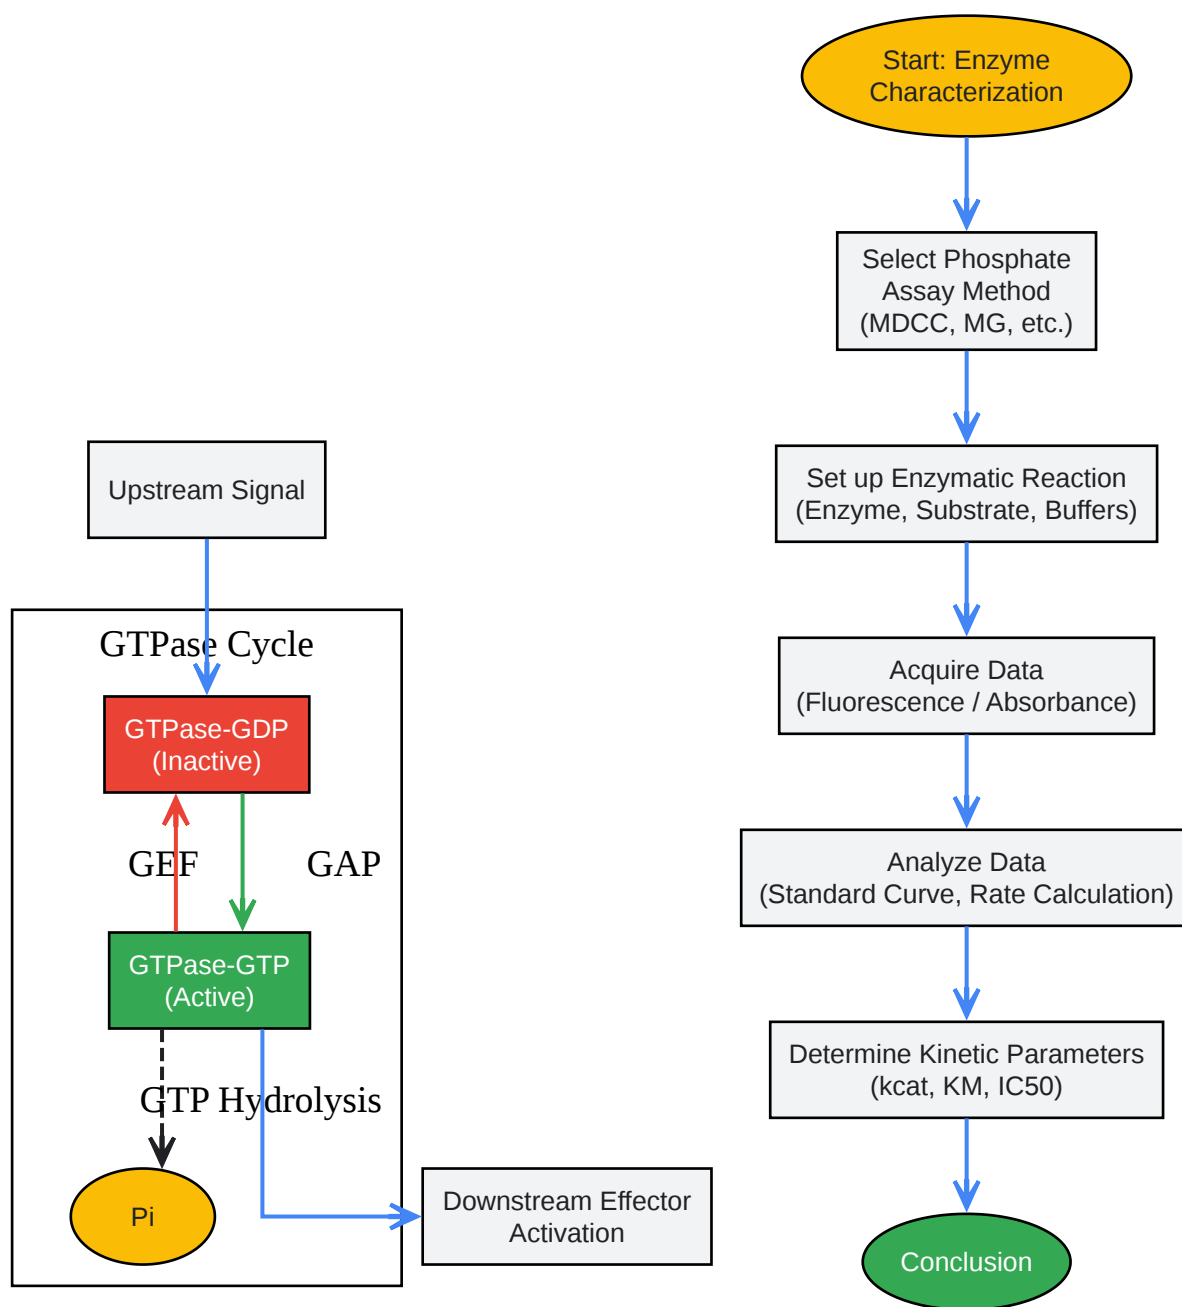 Upstream Signal
GTPase Cycle
GTPase-GDP
(Inactive)
GEF
GAP
GTPase-GTP
(Active)
GTP Hydrolysis
Pi
Downstream Effector
Activation
Start: Enzyme
Characterization
Select Phosphate
Assay Method
(MDCC, MG, etc.)
Set up Enzymatic Reaction
(Enzyme, Substrate, Buffers)
Acquire Data
(Fluorescence / Absorbance)
Analyze Data
(Standard Curve, Rate Calculation)
Determine Kinetic Parameters
(kcat, KM, IC50)
Conclusion